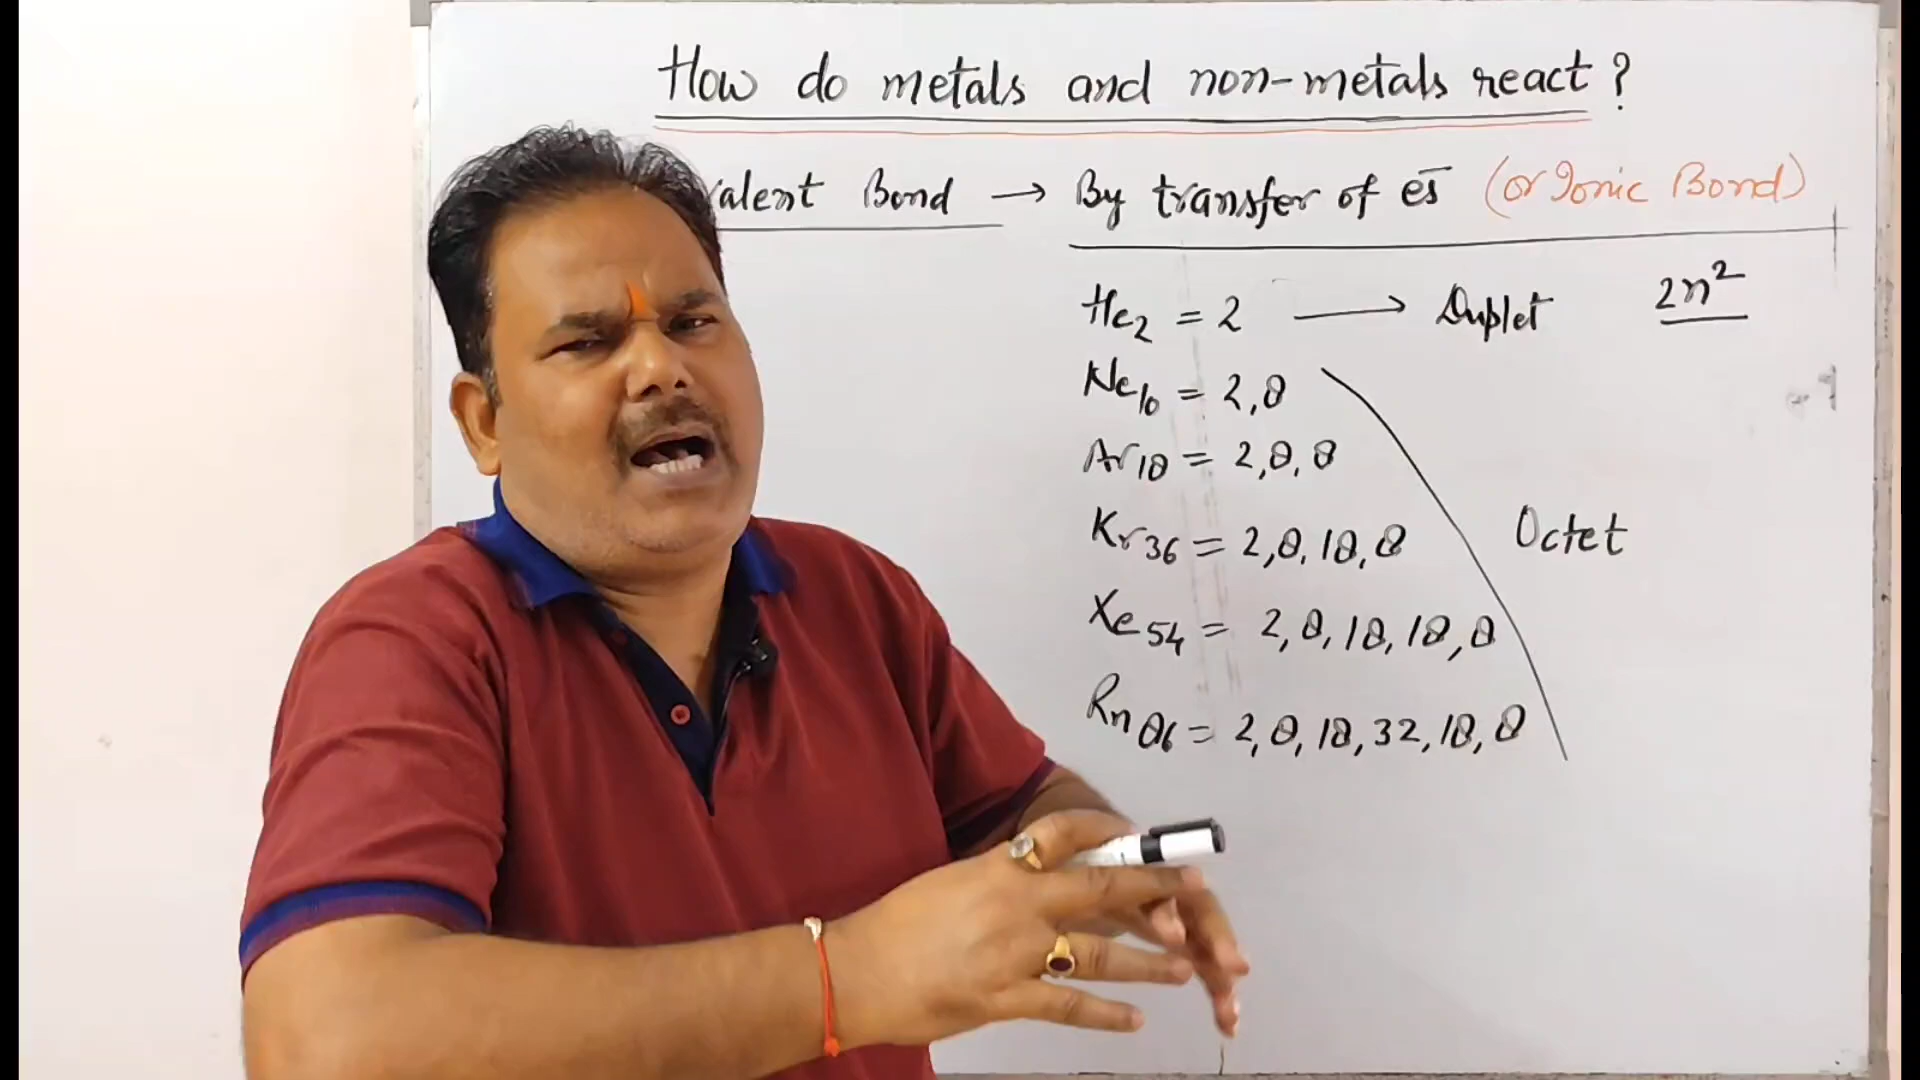 How do metals and non-metals react?
valent Bond → By transfer of es (or Ionic Bond)
He2 = 2 → Duplet 2n²
Ne10 = 2,8
Ar18 = 2,8,8
Kr36 = 2,8,18,8 Octet
Xe54 = 2,8,18,18,8
Rn86 = 2,8,18,32,18,8